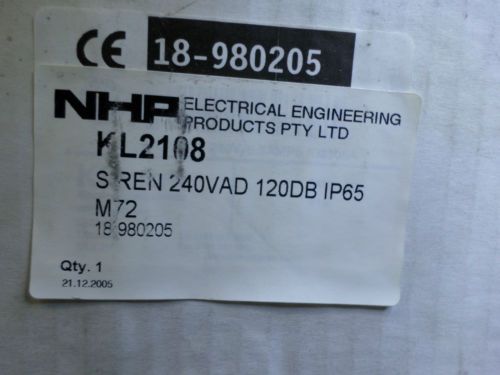 CE 18-980205
NHP ELECTRICAL ENGINEERING
PRODUCTS PTY LTD
KL2108
SIREN 240VAD 120DB IP65
M72
18-980205
Qty. 1
21.12.2005